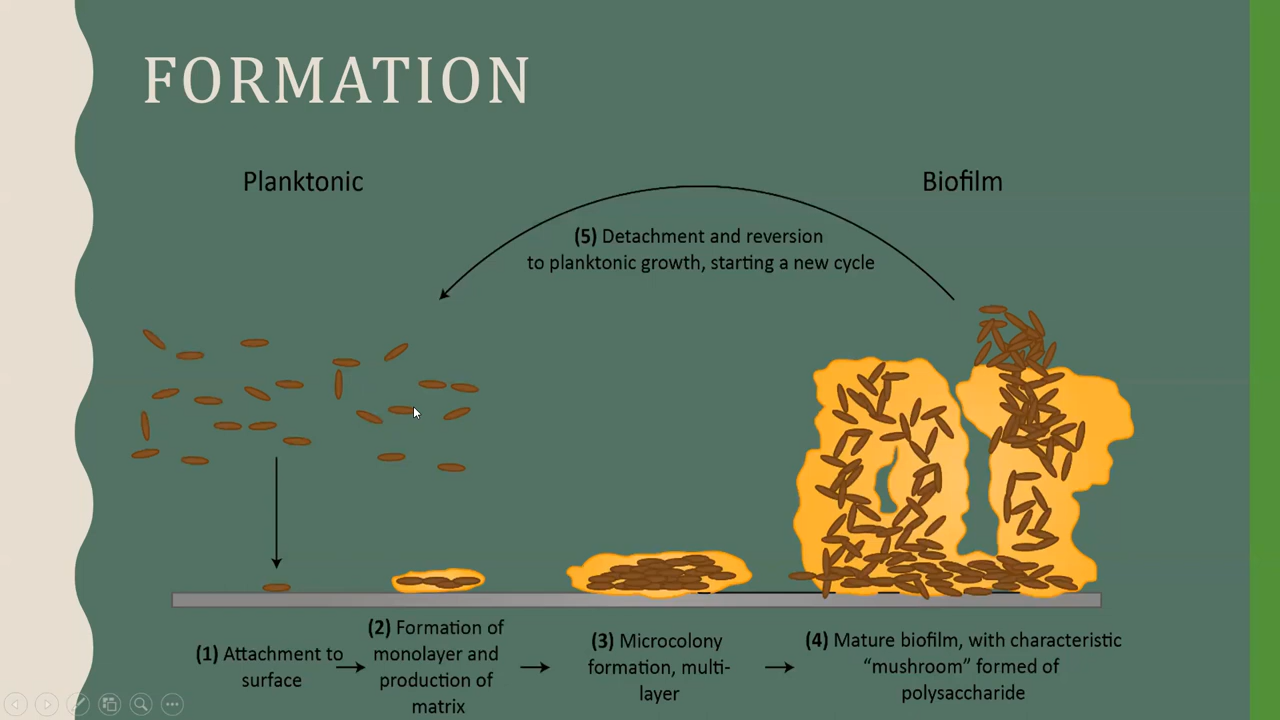 FORMATION
Planktonic
Biofilm
(5) Detachment and reversion
to planktonic growth, starting a new cycle
(1) Attachment to
surface
(2) Formation of
monolayer and
production of
matrix
(3) Microcolony
formation, multi-
layer
(4) Mature biofilm, with characteristic
“mushroom” formed of
polysaccharide